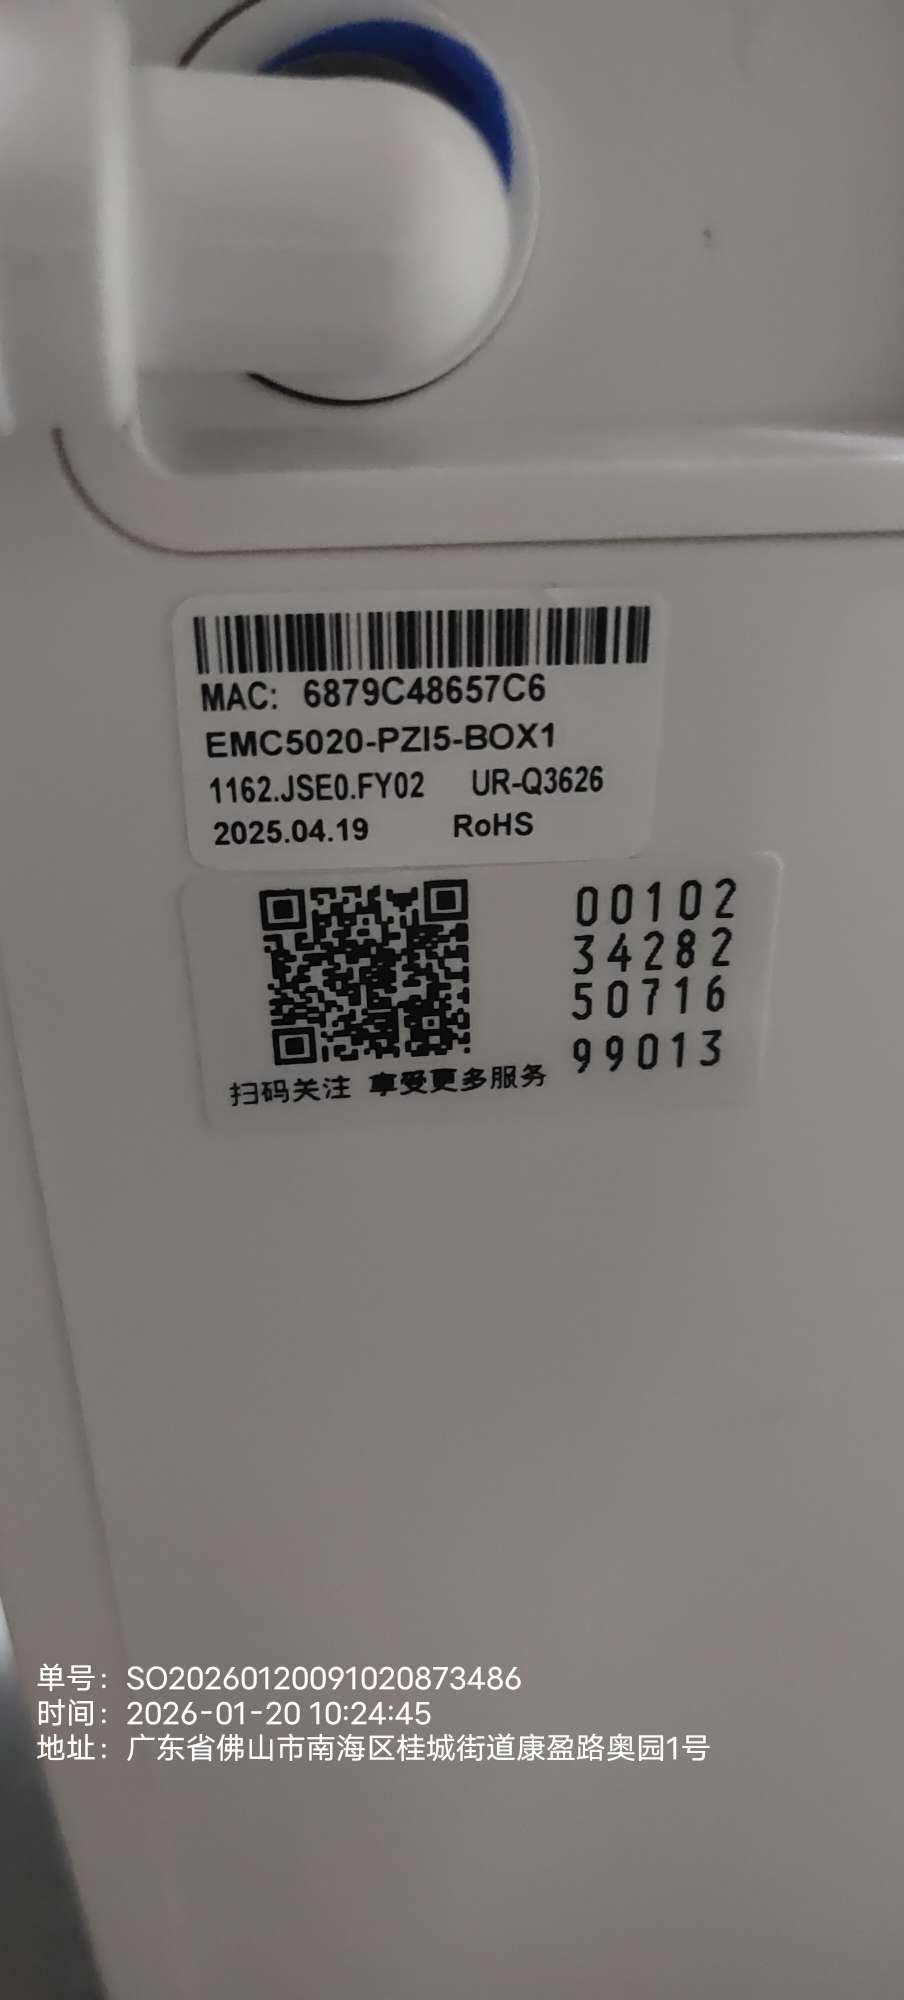 MAC: 6879C48657C6
EMC5020-PZI5-BOX1
1162.JSE0.FY02 UR-Q3626
2025.04.19 RoHS
00102
34282
50716
99013
扫码关注 享受更多服务
单号：SO20260120091020873486
时间：2026-01-20 10:24:45
地址：广东省佛山市南海区桂城街道康盈路奥园1号